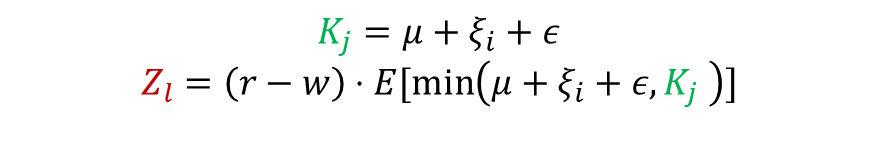 K_j = μ + ξ_i + ϵ
Z_l = (r − w) ⋅ E[min(μ + ξ_i + ϵ, K_j )]